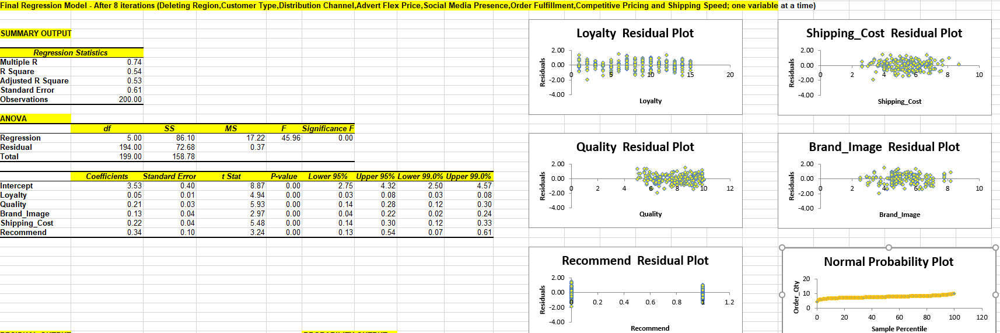 Final Regression Model - After 8 iterations (Deleting Region,Customer Type,Distribution Channel,Advert Flex Price,Social Media Presence,Order Fulfillment,Competitive Pricing and Shipping Speed; one variable at a time)
SUMMARY OUTPUT
Regression Statistics
Multiple R 0.74
R Square 0.54
Adjusted R Square 0.53
Standard Error 0.61
Observations 200.00
ANOVA
df SS MS F Significance F
Regression 5.00 86.10 17.22 45.96 0.00
Residual 194.00 72.68 0.37
Total 199.00 158.78
Coefficients Standard Error t Stat P-value Lower 95% Upper 95% Lower 99.0% Upper 99.0%
Intercept 3.53 0.40 8.87 0.00 2.75 4.32 2.50 4.57
Loyalty 0.05 0.01 4.94 0.00 0.03 0.08 0.03 0.08
Quality 0.21 0.03 5.93 0.00 0.14 0.28 0.12 0.30
Brand_Image 0.13 0.04 2.97 0.00 0.04 0.22 0.02 0.24
Shipping_Cost 0.22 0.04 5.48 0.00 0.14 0.30 0.12 0.33
Recommend 0.34 0.10 3.24 0.00 0.13 0.54 0.07 0.61
Loyalty Residual Plot
2.00
0.00
-2.00
-4.00
Residuals
0 5 10 15 20
Loyalty
Shipping_Cost Residual Plot
2.00
0.00
-2.00
-4.00
Residuals
0 2 4 6 8 10
Shipping_Cost
Quality Residual Plot
2.00
0.00
-2.00
-4.00
Residuals
0 2 4 6 8 10 12
Quality
Brand_Image Residual Plot
2.00
0.00
-2.00
-4.00
Residuals
0 2 4 6 8 10
Brand_Image
Recommend Residual Plot
2.00
0.00
-2.00
-4.00
Residuals
0 0.2 0.4 0.6 0.8 1 1.2
Recommend
Normal Probability Plot
20
10
0
Order_Qty
0 20 40 60 80 100 120
Sample Percentile